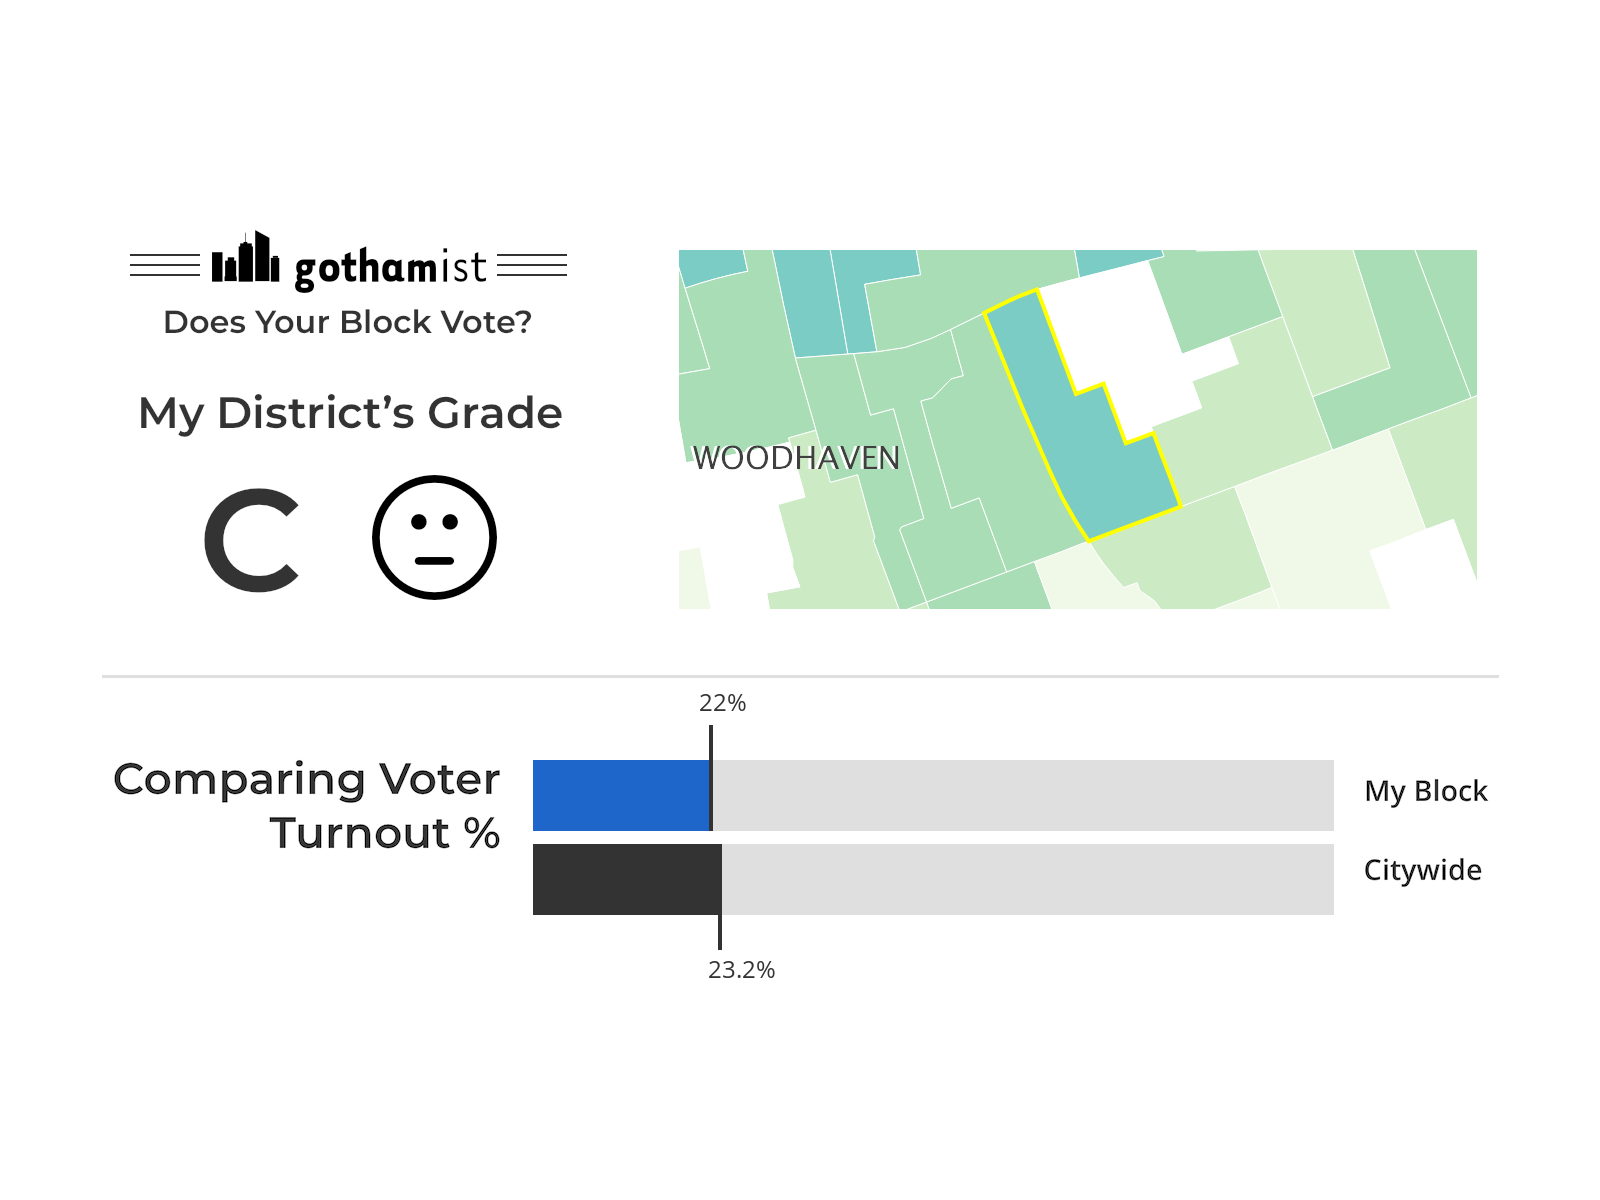 gothamist
Does Your Block Vote?
My District's Grade
C
WOODHAVEN
22%
Comparing Voter
Turnout %
My Block
Citywide
23.2%